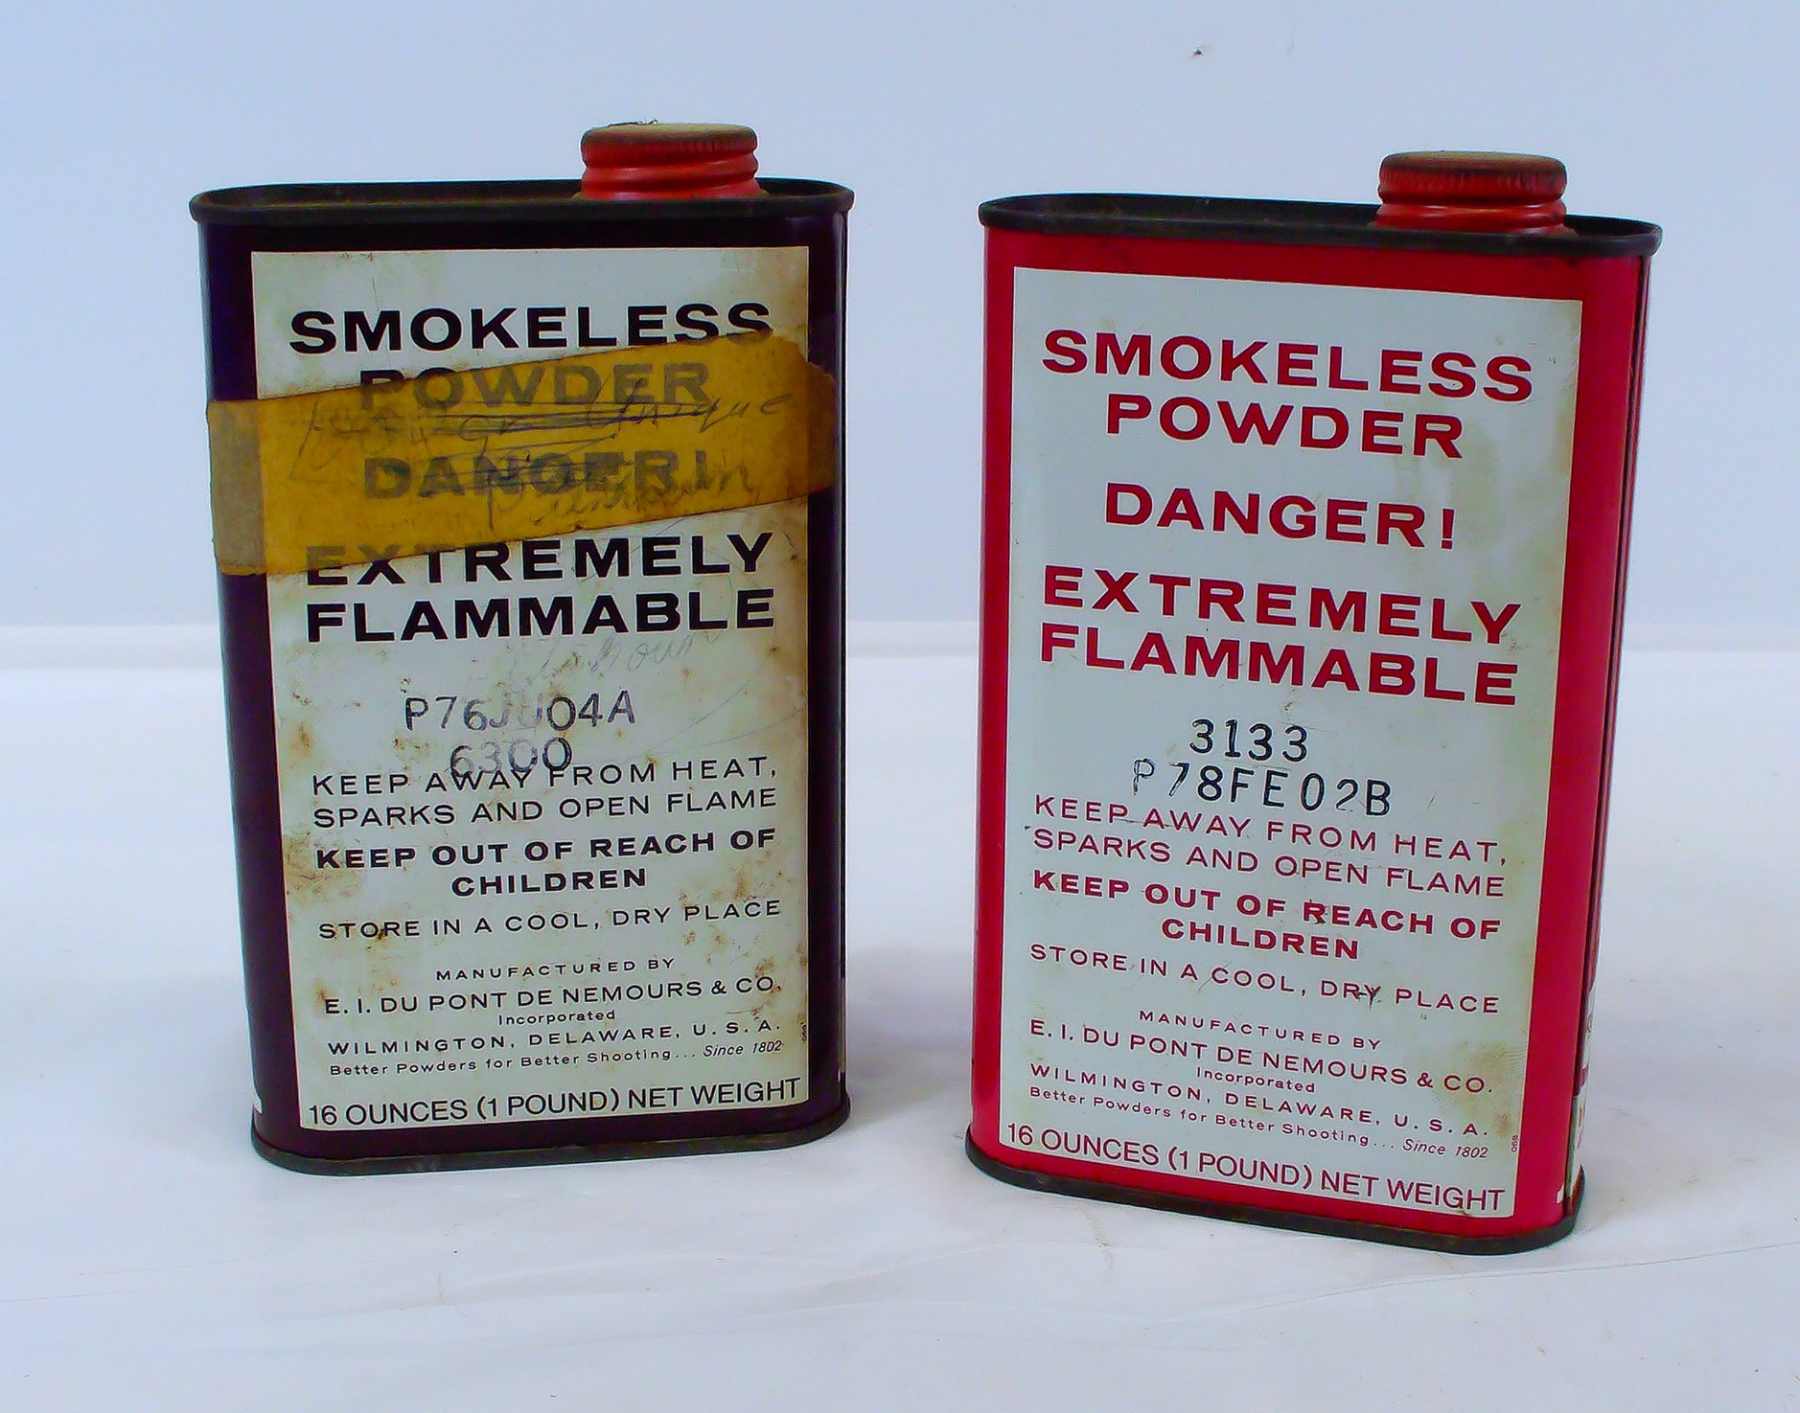 SMOKELESS
POWDER
Unique
DANGER!
EXTREMELY
FLAMMABLE
P76JU04A
6300
KEEP AWAY FROM HEAT,
SPARKS AND OPEN FLAME
KEEP OUT OF REACH OF
CHILDREN
STORE IN A COOL, DRY PLACE
MANUFACTURED BY
E. I. DU PONT DE NEMOURS & CO.
Incorporated
WILMINGTON, DELAWARE, U. S. A.
Better Powders for Better Shooting... Since 1802
16 OUNCES (1 POUND) NET WEIGHT
SMOKELESS
POWDER
DANGER!
EXTREMELY
FLAMMABLE
3133
P78FE02B
KEEP AWAY FROM HEAT,
SPARKS AND OPEN FLAME
KEEP OUT OF REACH OF
CHILDREN
STORE IN A COOL, DRY PLACE
MANUFACTURED BY
E. I. DU PONT DE NEMOURS & CO.
Incorporated
WILMINGTON, DELAWARE, U. S. A.
Better Powders for Better Shooting... Since 1802
16 OUNCES (1 POUND) NET WEIGHT